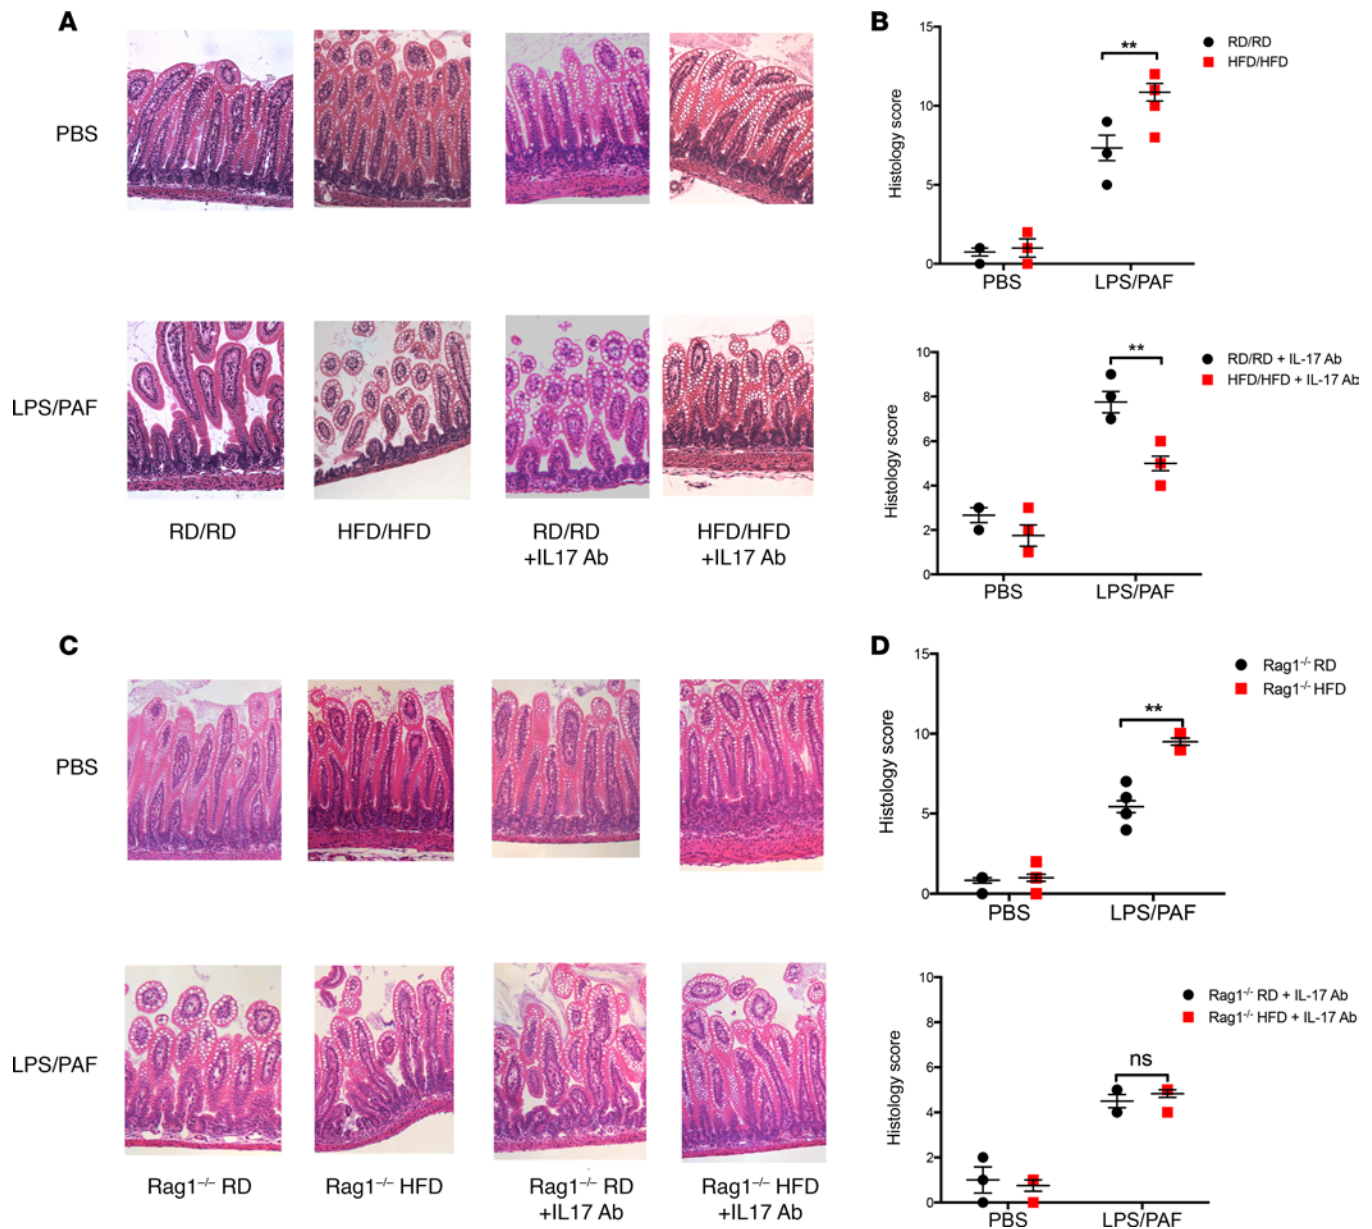 A
PBS
LPS/PAF
RD/RD
HFD/HFD
RD/RD
+IL17 Ab
HFD/HFD
+IL17 Ab
B
15
10
5
0
Histology score
PBS
LPS/PAF
**
RD/RD
HFD/HFD
10
8
6
4
2
0
Histology score
PBS
LPS/PAF
**
RD/RD + IL-17 Ab
HFD/HFD + IL-17 Ab
C
PBS
LPS/PAF
Rag1⁻/⁻ RD
Rag1⁻/⁻ HFD
Rag1⁻/⁻ RD
+IL17 Ab
Rag1⁻/⁻ HFD
+IL17 Ab
D
15
10
5
0
Histology score
PBS
LPS/PAF
**
Rag1⁻/⁻ RD
Rag1⁻/⁻ HFD
10
8
6
4
2
0
Histology score
PBS
LPS/PAF
ns
Rag1⁻/⁻ RD + IL-17 Ab
Rag1⁻/⁻ HFD + IL-17 Ab